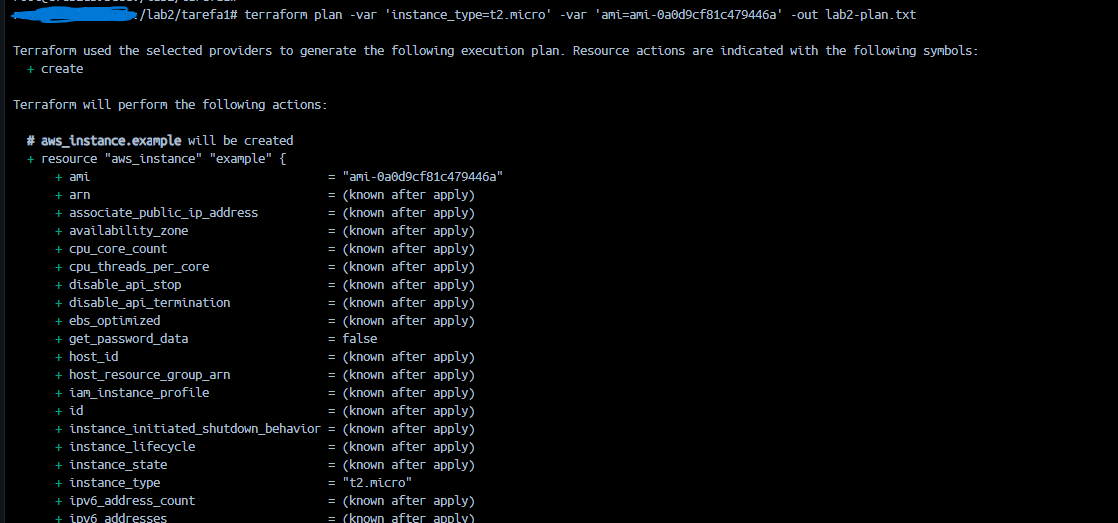 :/lab2/tarefa1# terraform plan -var 'instance_type=t2.micro' -var 'ami=ami-0a0d9cf81c479446a' -out lab2-plan.txt
Terraform used the selected providers to generate the following execution plan. Resource actions are indicated with the following symbols:
+ create
Terraform will perform the following actions:
# aws_instance.example will be created
+ resource "aws_instance" "example" {
+ ami = "ami-0a0d9cf81c479446a"
+ arn = (known after apply)
+ associate_public_ip_address = (known after apply)
+ availability_zone = (known after apply)
+ cpu_core_count = (known after apply)
+ cpu_threads_per_core = (known after apply)
+ disable_api_stop = (known after apply)
+ disable_api_termination = (known after apply)
+ ebs_optimized = (known after apply)
+ get_password_data = false
+ host_id = (known after apply)
+ host_resource_group_arn = (known after apply)
+ iam_instance_profile = (known after apply)
+ id = (known after apply)
+ instance_initiated_shutdown_behavior = (known after apply)
+ instance_lifecycle = (known after apply)
+ instance_state = (known after apply)
+ instance_type = "t2.micro"
+ ipv6_address_count = (known after apply)
+ ipv6_addresses = (known after apply)